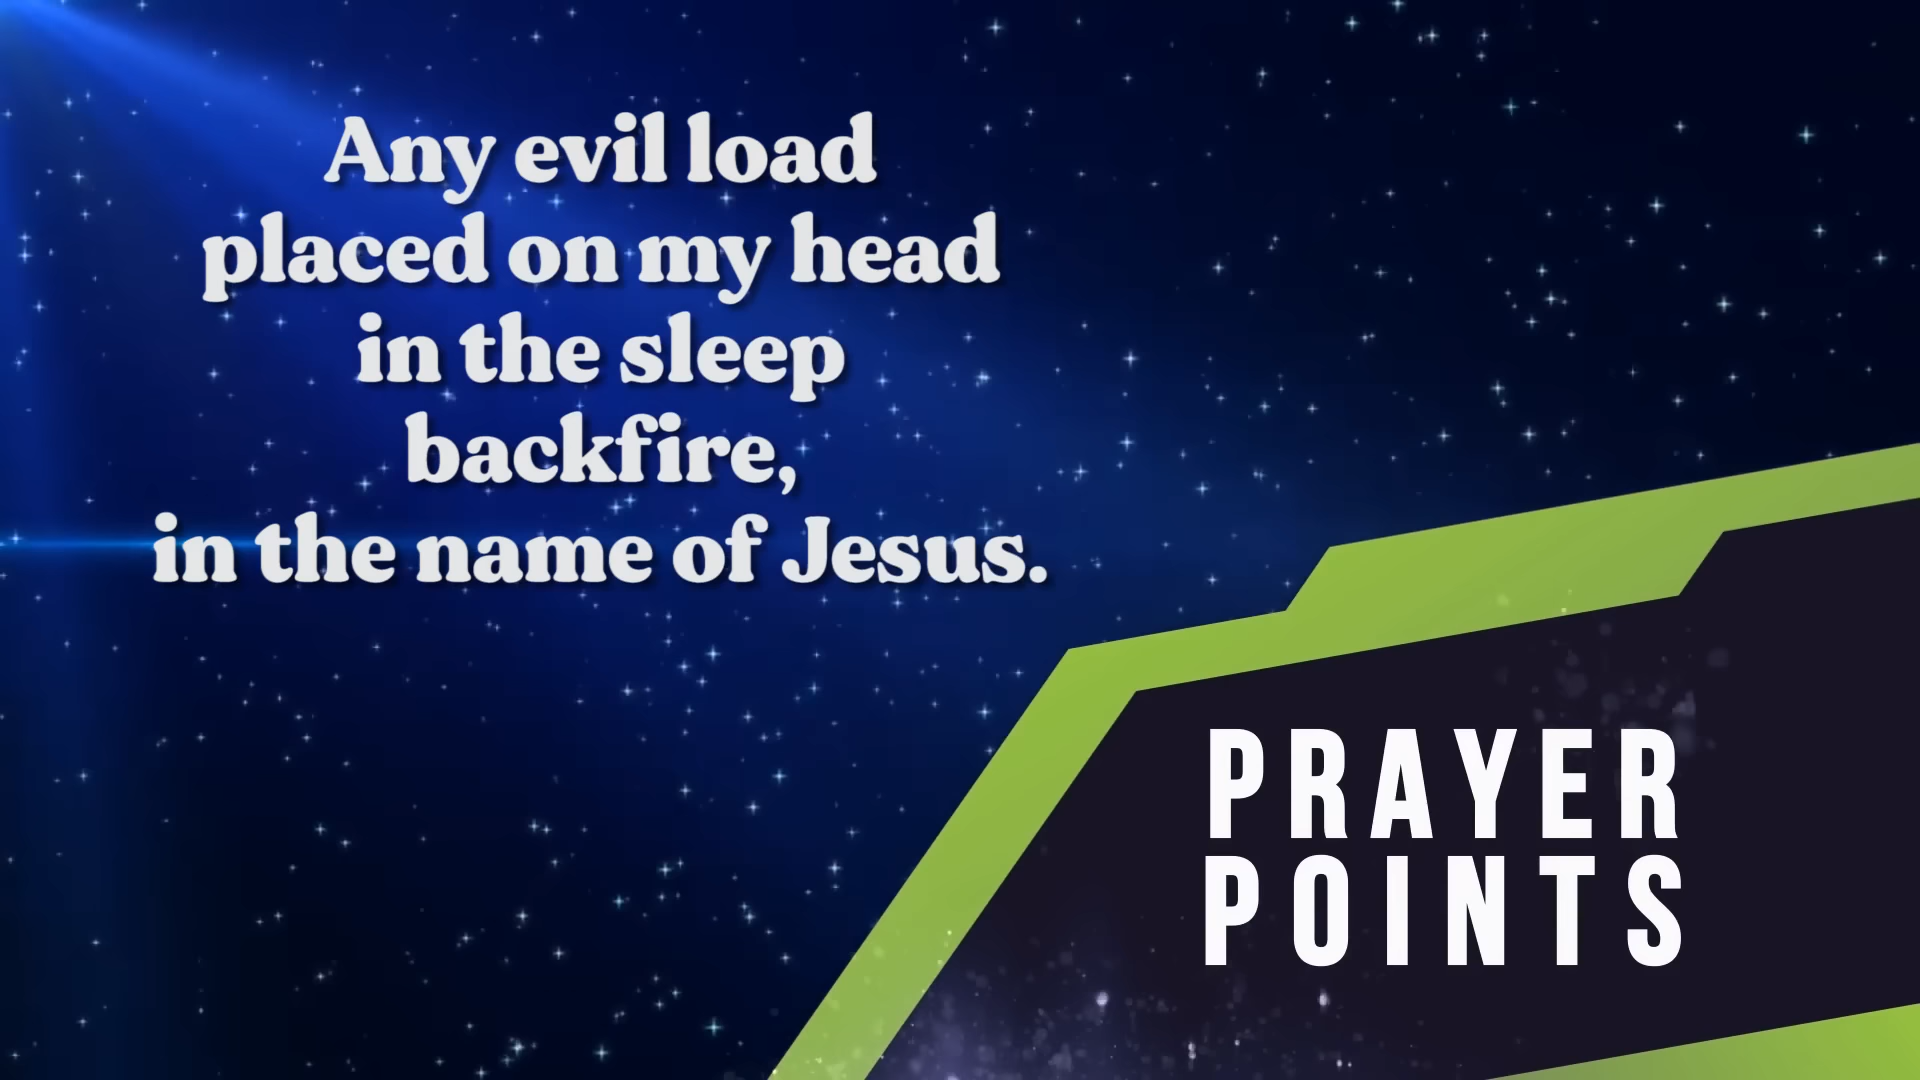 Any evil load
placed on my head
in the sleep
backfire,
in the name of Jesus.
PRAYER
POINTS